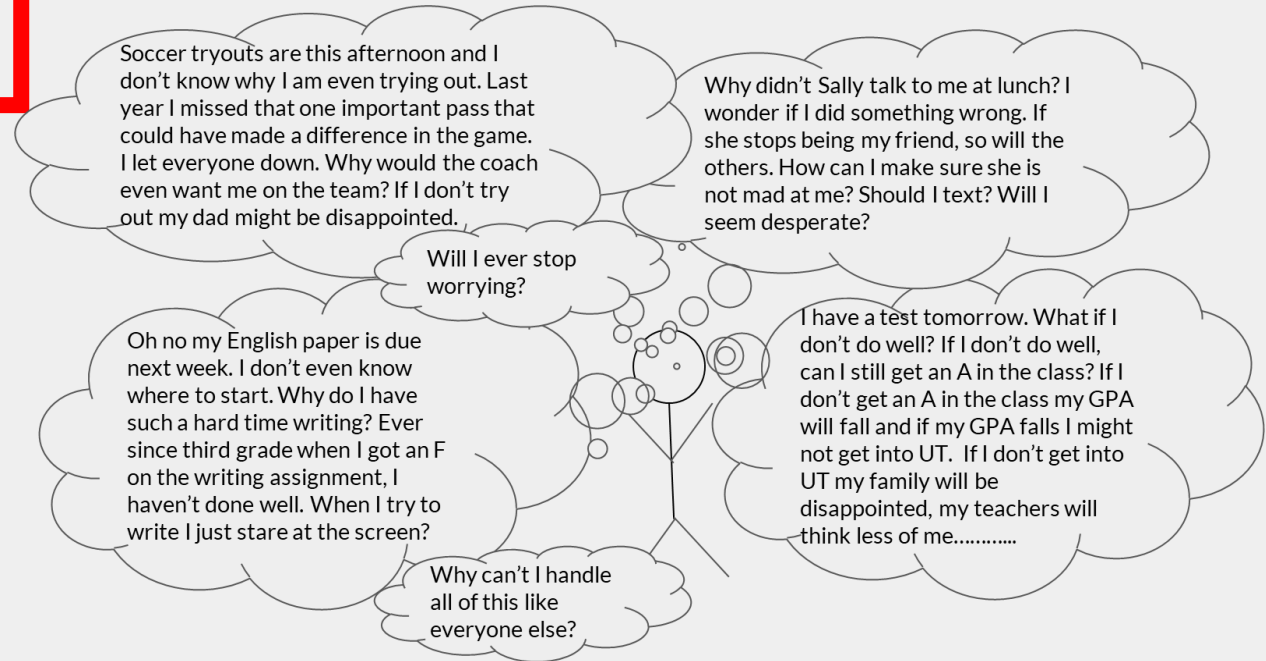 Soccer tryouts are this afternoon and I
don't know why I am even trying out. Last
year I missed that one important pass that
could have made a difference in the game.
I let everyone down. Why would the coach
even want me on the team? If I don't try
out my dad might be disappointed.
Why didn't Sally talk to me at lunch? I
wonder if I did something wrong. If
she stops being my friend, so will the
others. How can I make sure she is
not mad at me? Should I text? Will I
seem desperate?
Will I ever stop
worrying?
Oh no my English paper is due
next week. I don't even know
where to start. Why do I have
such a hard time writing? Ever
since third grade when I got an F
on the writing assignment, I
haven't done well. When I try to
write I just stare at the screen?
I have a test tomorrow. What if I
don't do well? If I don't do well,
can I still get an A in the class? If I
don't get an A in the class my GPA
will fall and if my GPA falls I might
not get into UT.  If I don't get into
UT my family will be
disappointed, my teachers will
think less of me………...
Why can't I handle
all of this like
everyone else?